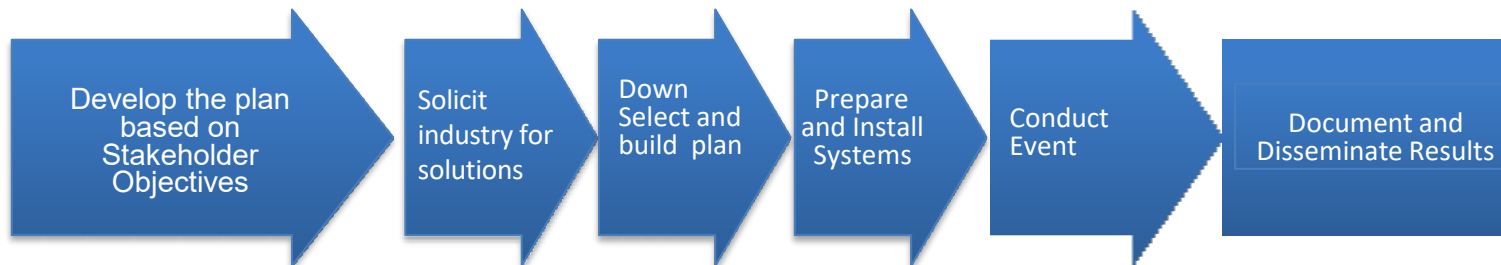 Develop the plan
based on
Stakeholder
Objectives
Solicit
industry for
solutions
Down
Select and
build plan
Prepare
and Install
Systems
Conduct
Event
Document and
Disseminate Results